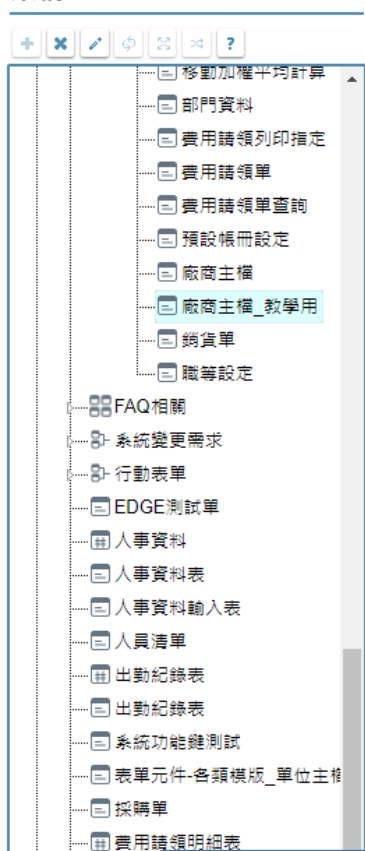 ?
移動加權平均計算
部門資料
費用請領列印指定
費用請領單
費用請領單查詢
預設帳冊設定
廠商主檔
廠商主檔_教學用
銷貨單
職等設定
FAQ相關
系統變更需求
行動表單
EDGE測試單
人事資料
人事資料表
人事資料輸入表
人員清單
出勤紀錄表
出勤紀錄表
系統功能鍵測試
表單元件-各類模版_單位主檔
採購單
費用請領明細表